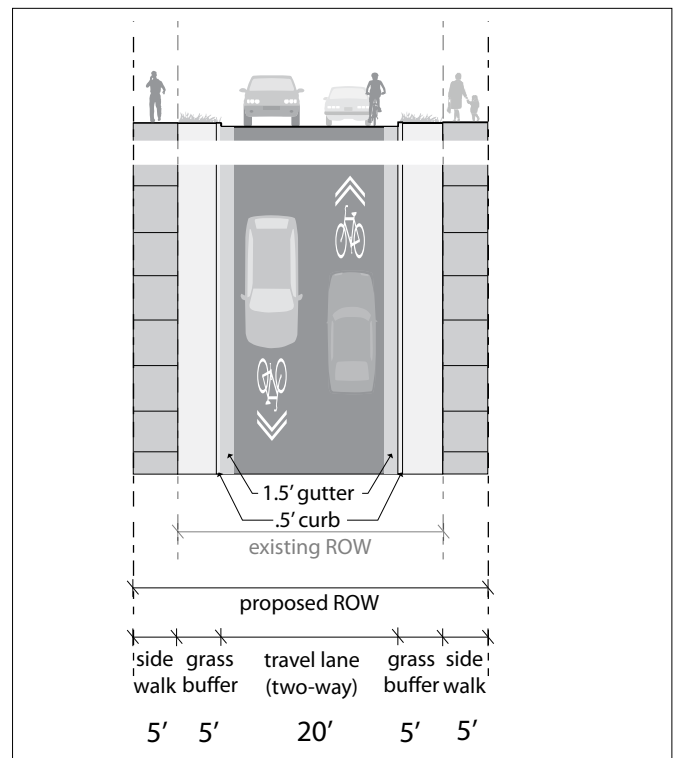 1.5’ gutter
.5’ curb
existing ROW
proposed ROW
side walk
grass buffer
travel lane (two-way)
grass buffer
side walk
5’ 5’ 20’ 5’ 5’